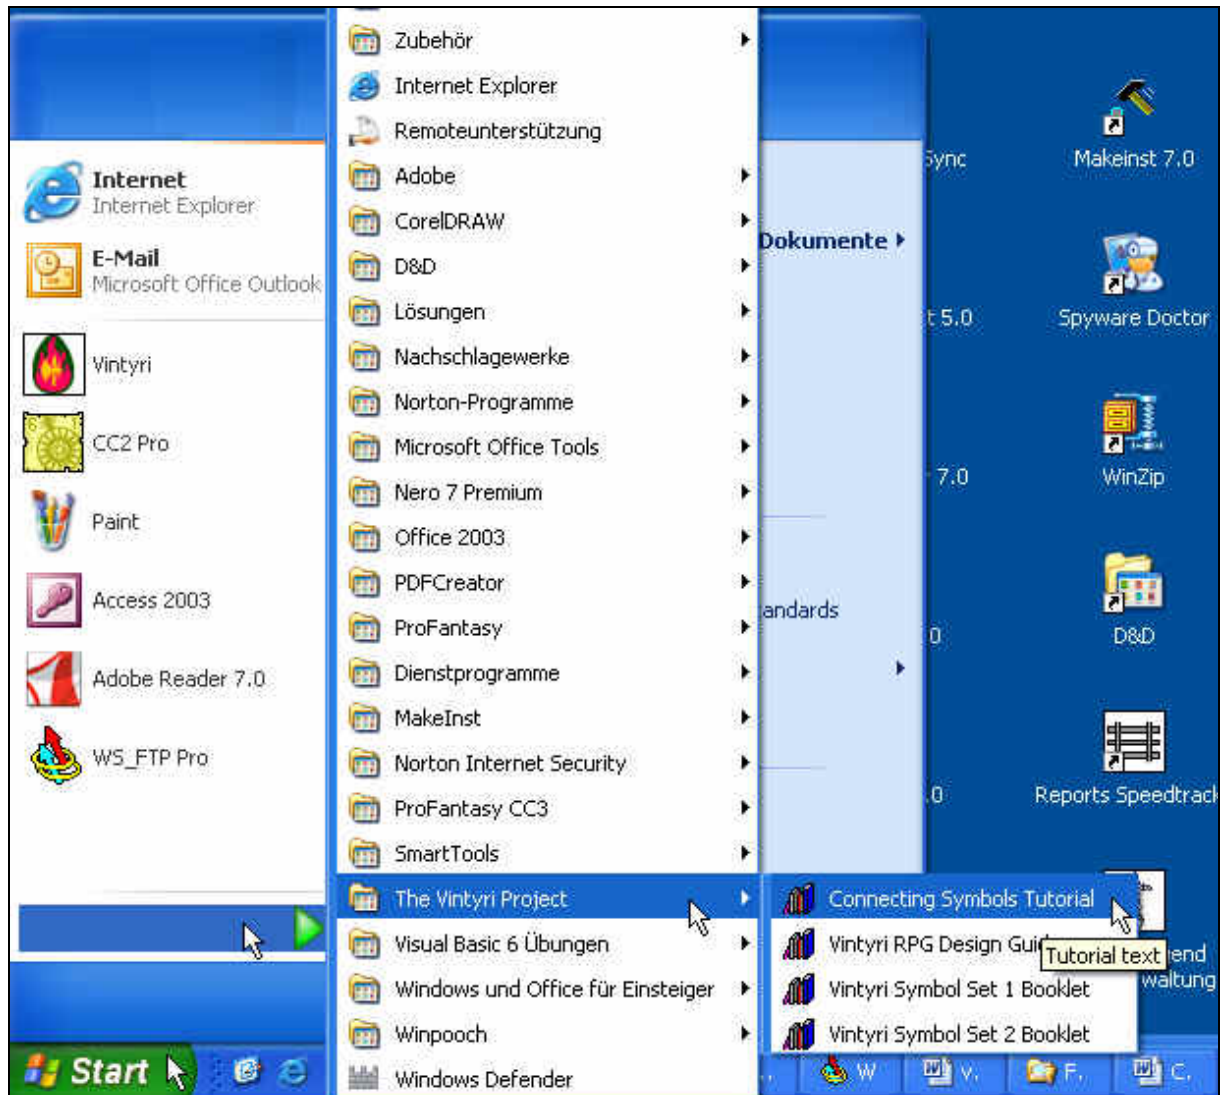 Internet
Internet Explorer
E-Mail
Microsoft Office Outlook
Vintyri
CC2 Pro
Paint
Access 2003
Adobe Reader 7.0
WS_FTP Pro
Start
Zubehör
Internet Explorer
Remoteunterstützung
Adobe
CorelDRAW
D&D
Lösungen
Nachschlagewerke
Norton-Programme
Microsoft Office Tools
Nero 7 Premium
Office 2003
PDFCreator
ProFantasy
Dienstprogramme
MakeInst
Norton Internet Security
ProFantasy CC3
SmartTools
The Vintyri Project
Visual Basic 6 Übungen
Windows und Office für Einsteiger
Winpooch
Windows Defender
Dokumente
andards
Connecting Symbols Tutorial
Vintyri RPG Design Guid
Tutorial text
Vintyri Symbol Set 1 Booklet
Vintyri Symbol Set 2 Booklet
Sync
t 5.0
7.0
0
.0
Makeinst 7.0
Spyware Doctor
WinZip
D&D
Reports Speedtrack
end
waltung
W
V.
F.
C.